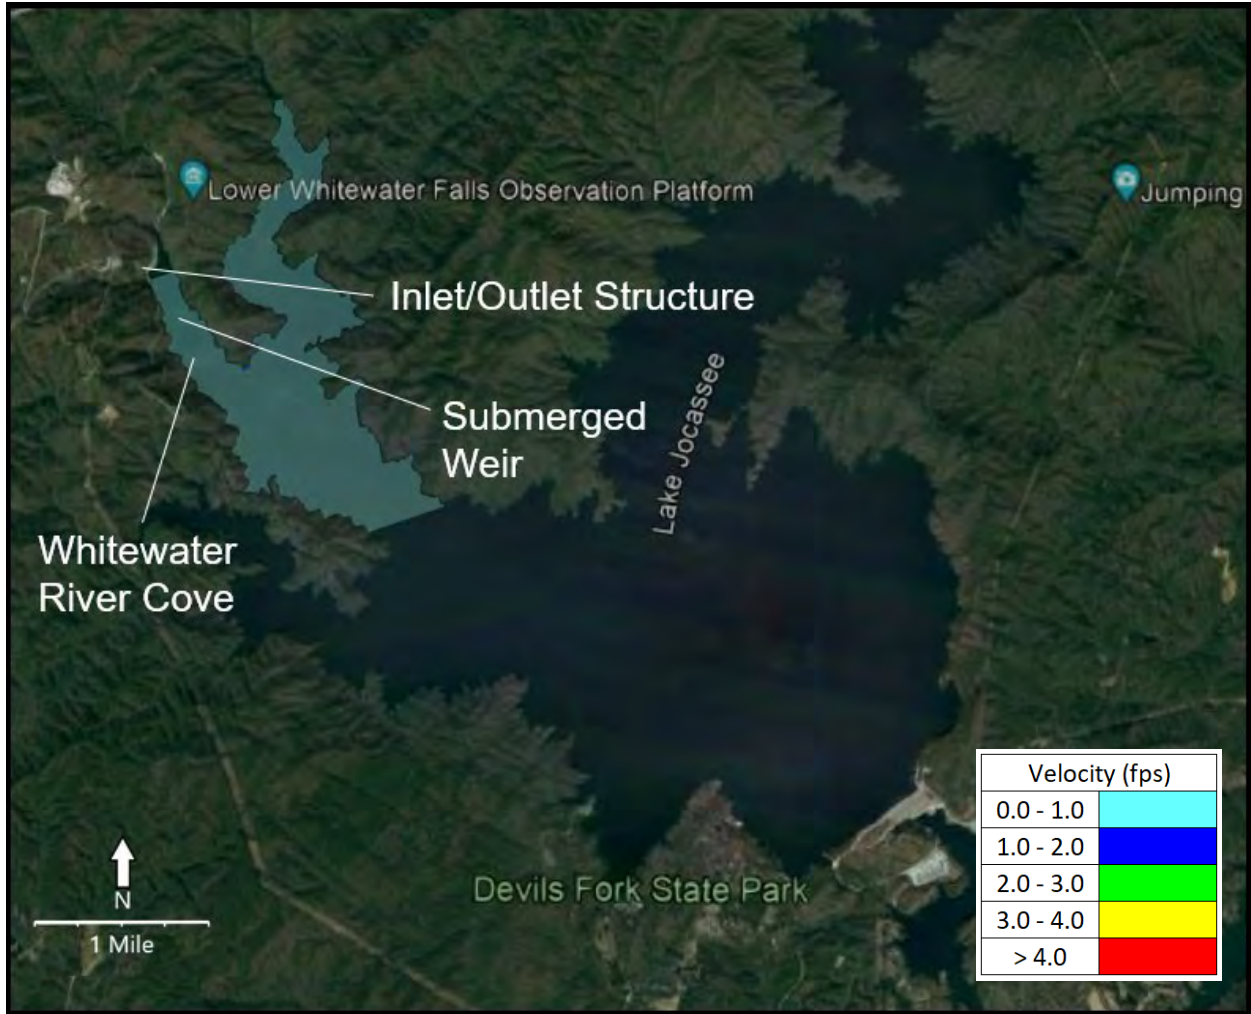 Lower Whitewater Falls Observation Platform
Jumping
Inlet/Outlet Structure
Lake Jocassee
Submerged
Weir
Whitewater
River Cove
Velocity (fps)
0.0 - 1.0
1.0 - 2.0
2.0 - 3.0
3.0 - 4.0
> 4.0
Devils Fork State Park
N
1 Mile